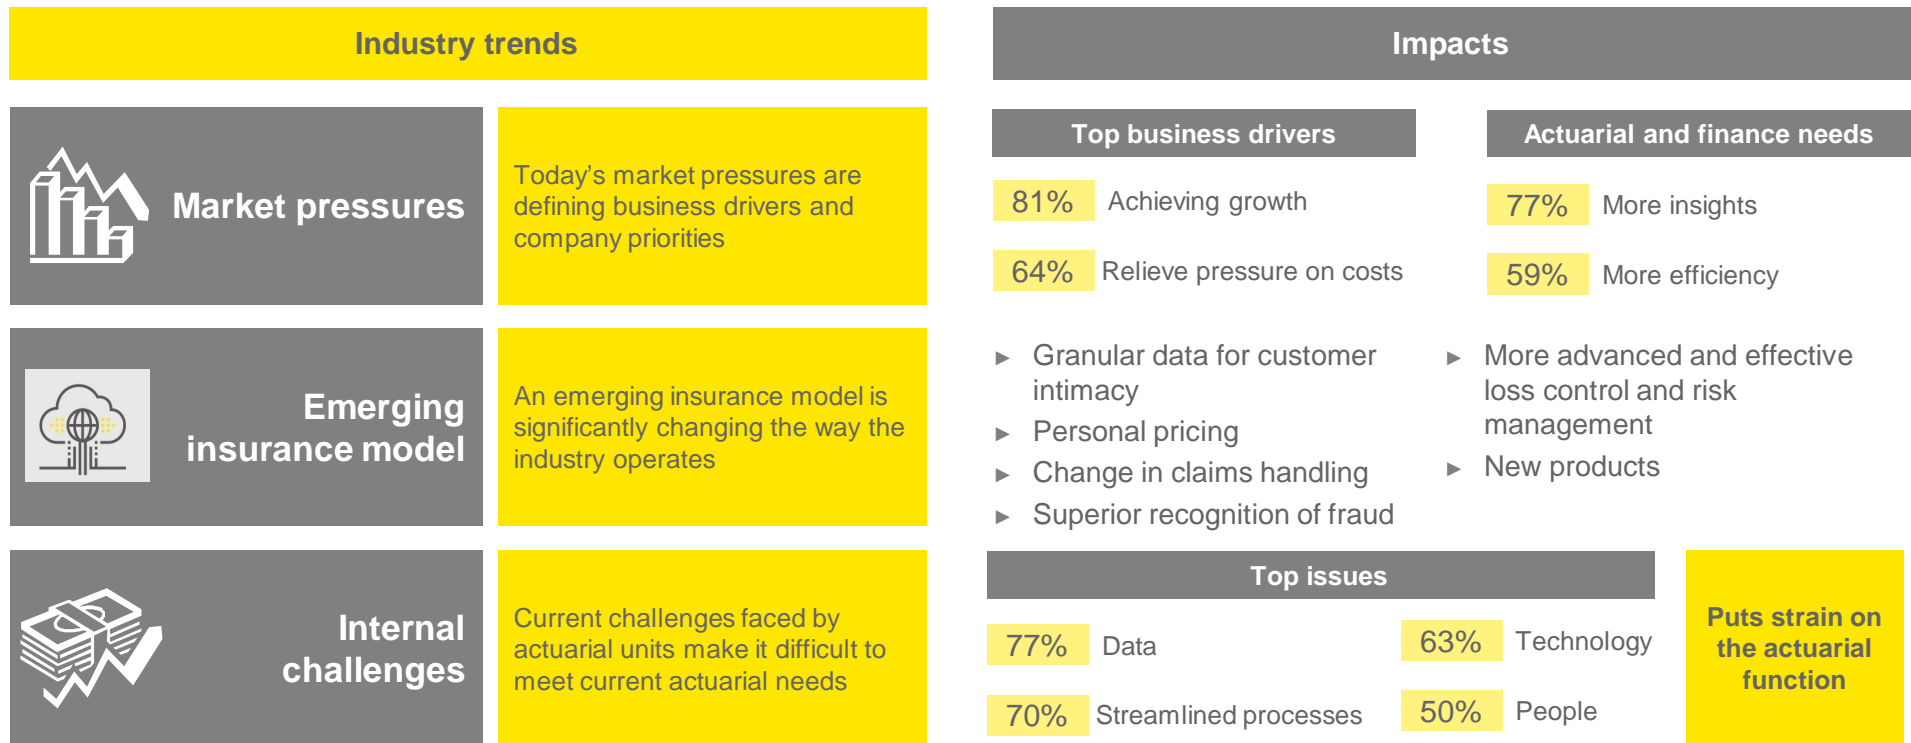 Industry trends
Impacts
Market pressures
Today’s market pressures are
defining business drivers and
company priorities
Top business drivers
81% Achieving growth
64% Relieve pressure on costs
Actuarial and finance needs
77% More insights
59% More efficiency
Emerging
insurance model
An emerging insurance model is
significantly changing the way the
industry operates
► Granular data for customer
intimacy
► Personal pricing
► Change in claims handling
► Superior recognition of fraud
► More advanced and effective
loss control and risk
management
► New products
Internal
challenges
Current challenges faced by
actuarial units make it difficult to
meet current actuarial needs
Top issues
77% Data
70% Streamlined processes
63% Technology
50% People
Puts strain on
the actuarial
function